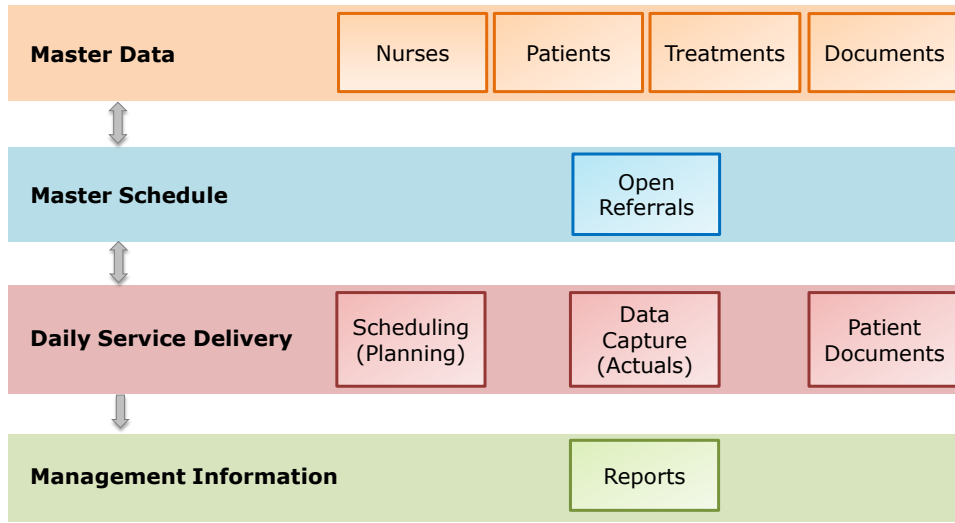 Master Data
Nurses
Patients
Treatments
Documents
Master Schedule
Open
Referrals
Daily Service Delivery
Scheduling
(Planning)
Data
Capture
(Actuals)
Patient
Documents
Management Information
Reports